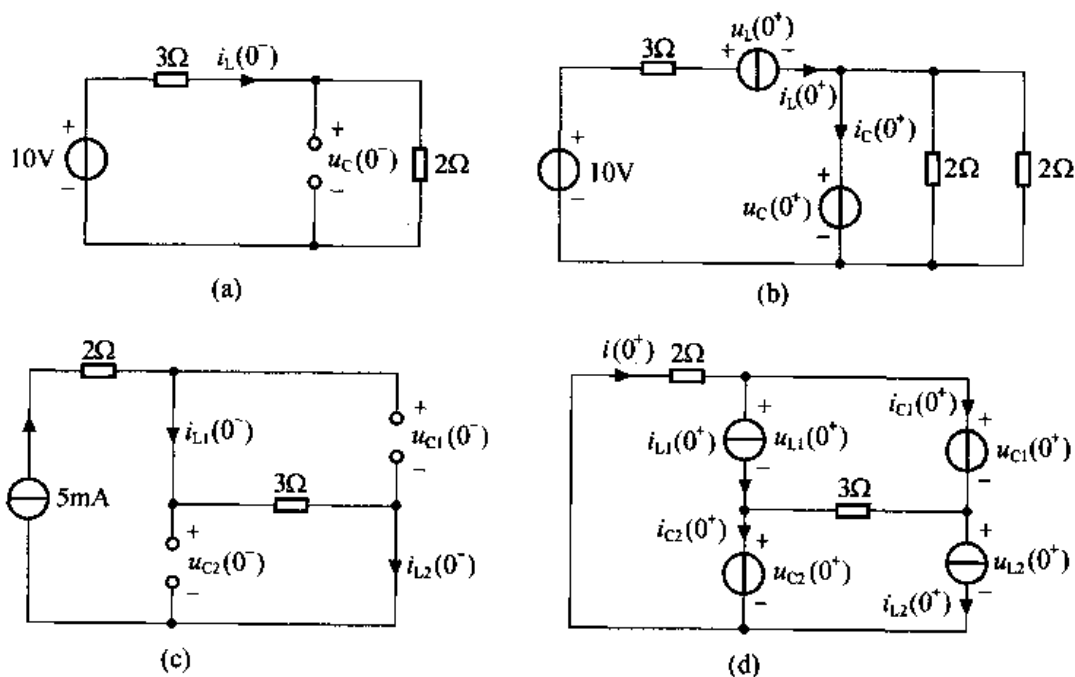 3Ω
i_L(0⁻)
10V
+
−
+
u_C(0⁻)
−
2Ω
(a)
3Ω
+
u_L(0⁺)
−
i_L(0⁺)
i_C(0⁺)
+
10V
−
+
u_C(0⁺)
−
2Ω
2Ω
(b)
2Ω
i_L1(0⁻)
+
u_C1(0⁻)
−
5mA
3Ω
+
u_C2(0⁻)
−
i_L2(0⁻)
(c)
i(0⁺)
2Ω
i_C1(0⁺)
+
i_L1(0⁺)
u_L1(0⁺)
−
+
u_C1(0⁺)
−
3Ω
i_C2(0⁺)
+
u_C2(0⁺)
−
+
u_L2(0⁺)
−
i_L2(0⁺)
(d)